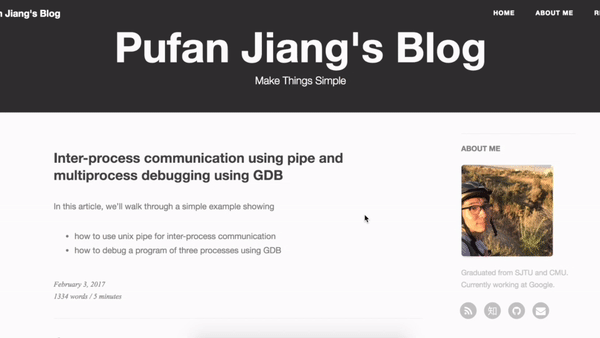 n Jiang's Blog
HOME ABOUT ME
Pufan Jiang's Blog
Make Things Simple
Inter-process communication using pipe and
multiprocess debugging using GDB
In this article, we'll walk through a simple example showing
• how to use unix pipe for inter-process communication
• how to debug a program of three processes using GDB
February 3, 2017
1334 words / 5 minutes
ABOUT ME
Graduated from SJTU and CMU.
Currently working at Google.
知